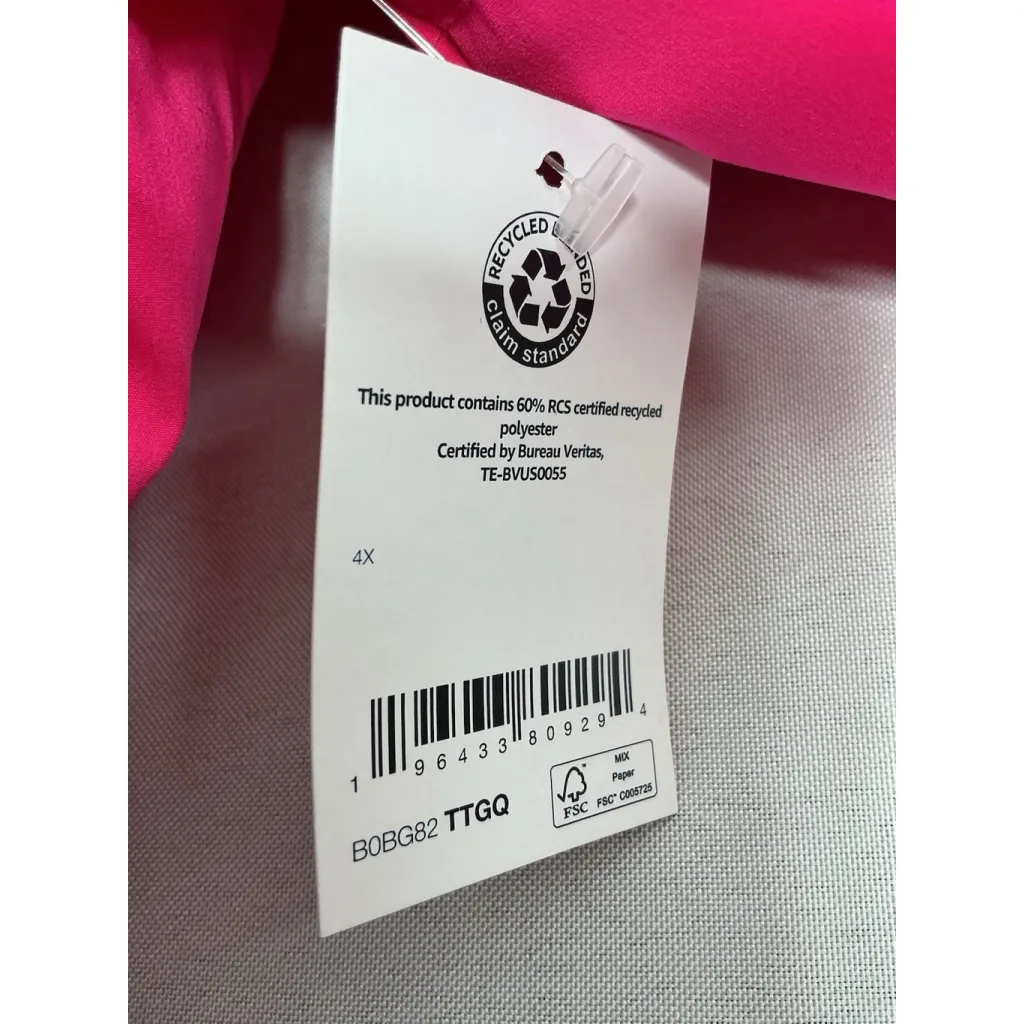 RECYCLED
claim standard
This product contains 60% RCS certified recycled
polyester
Certified by Bureau Veritas,
TE-BVUS0055
4X
1 96433 80929 4
B0BG82 TTGQ
FSC™
MIX
Paper
FSC® C005725